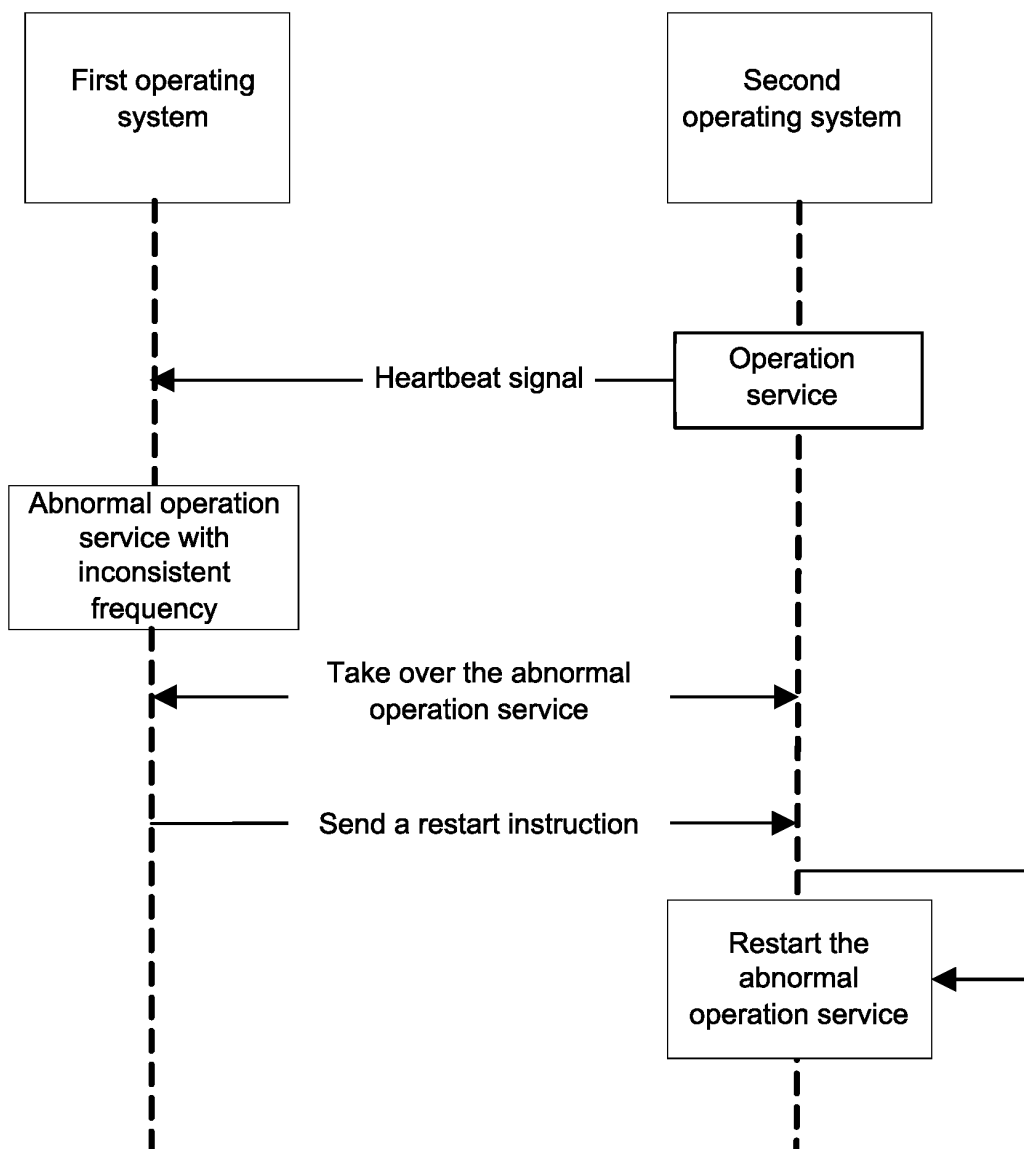 First operating
system
Second
operating system
Operation
service
Heartbeat signal
Abnormal operation
service with
inconsistent
frequency
Take over the abnormal
operation service
Send a restart instruction
Restart the
abnormal
operation service